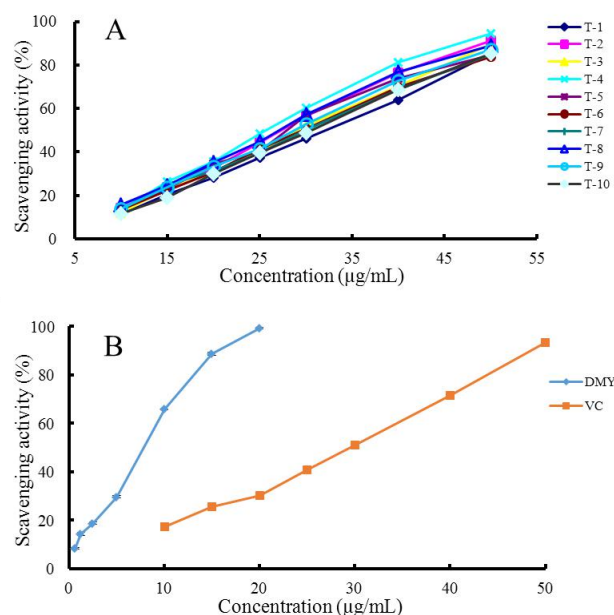 A
Scavenging activity (%)
100
80
60
40
20
0
5
15
25
35
45
55
Concentration (µg/mL)
T-1
T-2
T-3
T-4
T-5
T-6
T-7
T-8
T-9
T-10
B
Scavenging activity (%)
100
80
60
40
20
0
0
10
20
30
40
50
Concentration (µg/mL)
DMY
VC